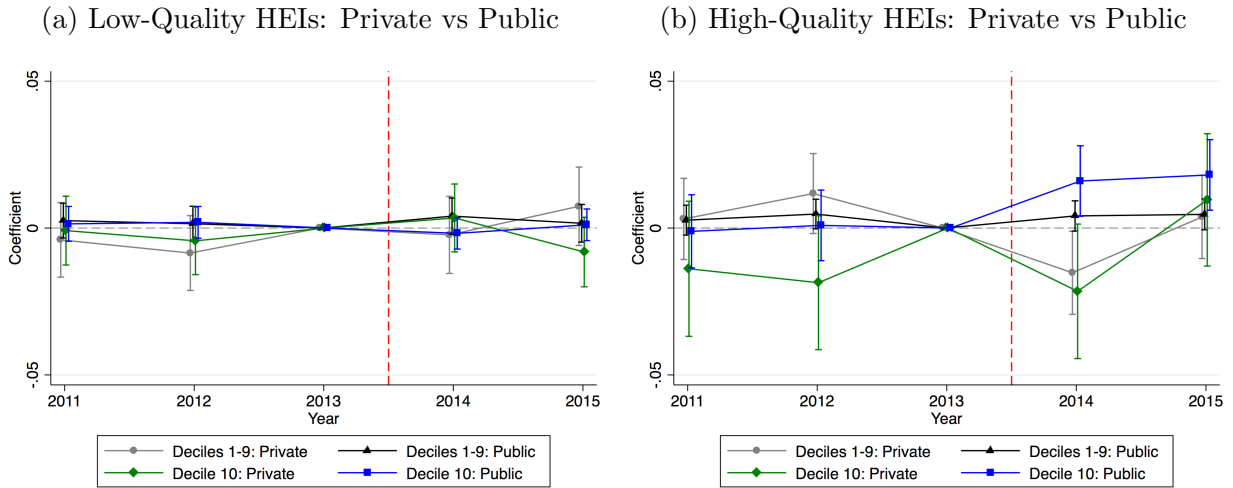 (a) Low-Quality HEIs: Private vs Public
.05
0
-.05
Coefficient
2011 2012 2013 2014 2015
Year
Deciles 1-9: Private Deciles 1-9: Public
Decile 10: Private Decile 10: Public
(b) High-Quality HEIs: Private vs Public
.05
0
-.05
Coefficient
2011 2012 2013 2014 2015
Year
Deciles 1-9: Private Deciles 1-9: Public
Decile 10: Private Decile 10: Public